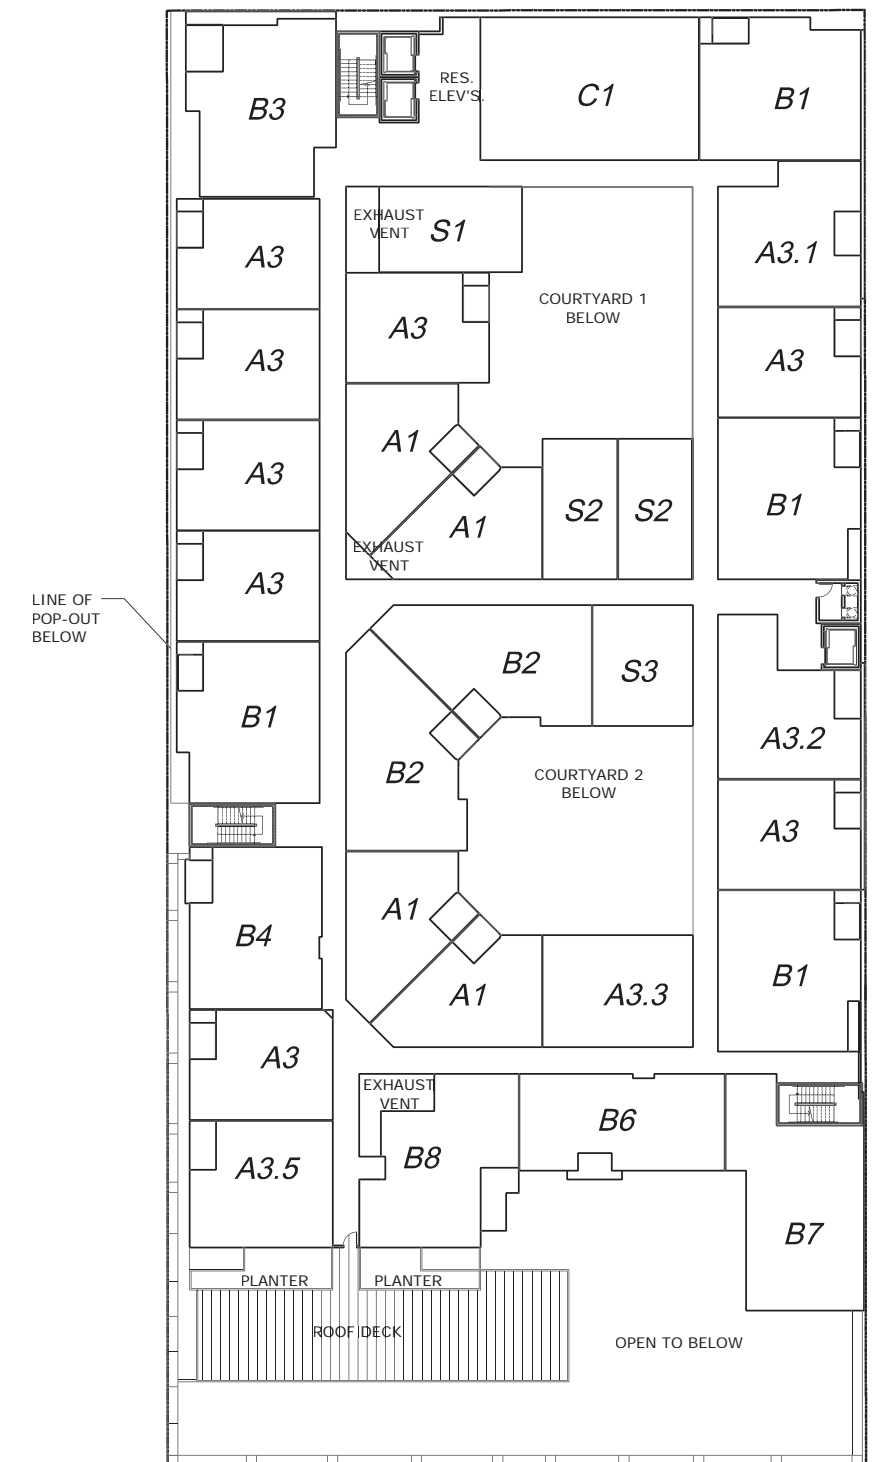 RES.
ELEV'S.
B3
C1
B1
EXHAUST
VENT
S1
A3
A3.1
COURTYARD 1
BELOW
A3
A3
A3
A1
A3
S2
S2
B1
A1
EXHAUST
VENT
A3
LINE OF
POP-OUT
BELOW
B2
S3
B1
A3.2
B2
COURTYARD 2
BELOW
A3
A1
B4
B1
A1
A3.3
A3
EXHAUST
VENT
B6
B8
A3.5
B7
PLANTER
PLANTER
ROOF DECK
OPEN TO BELOW